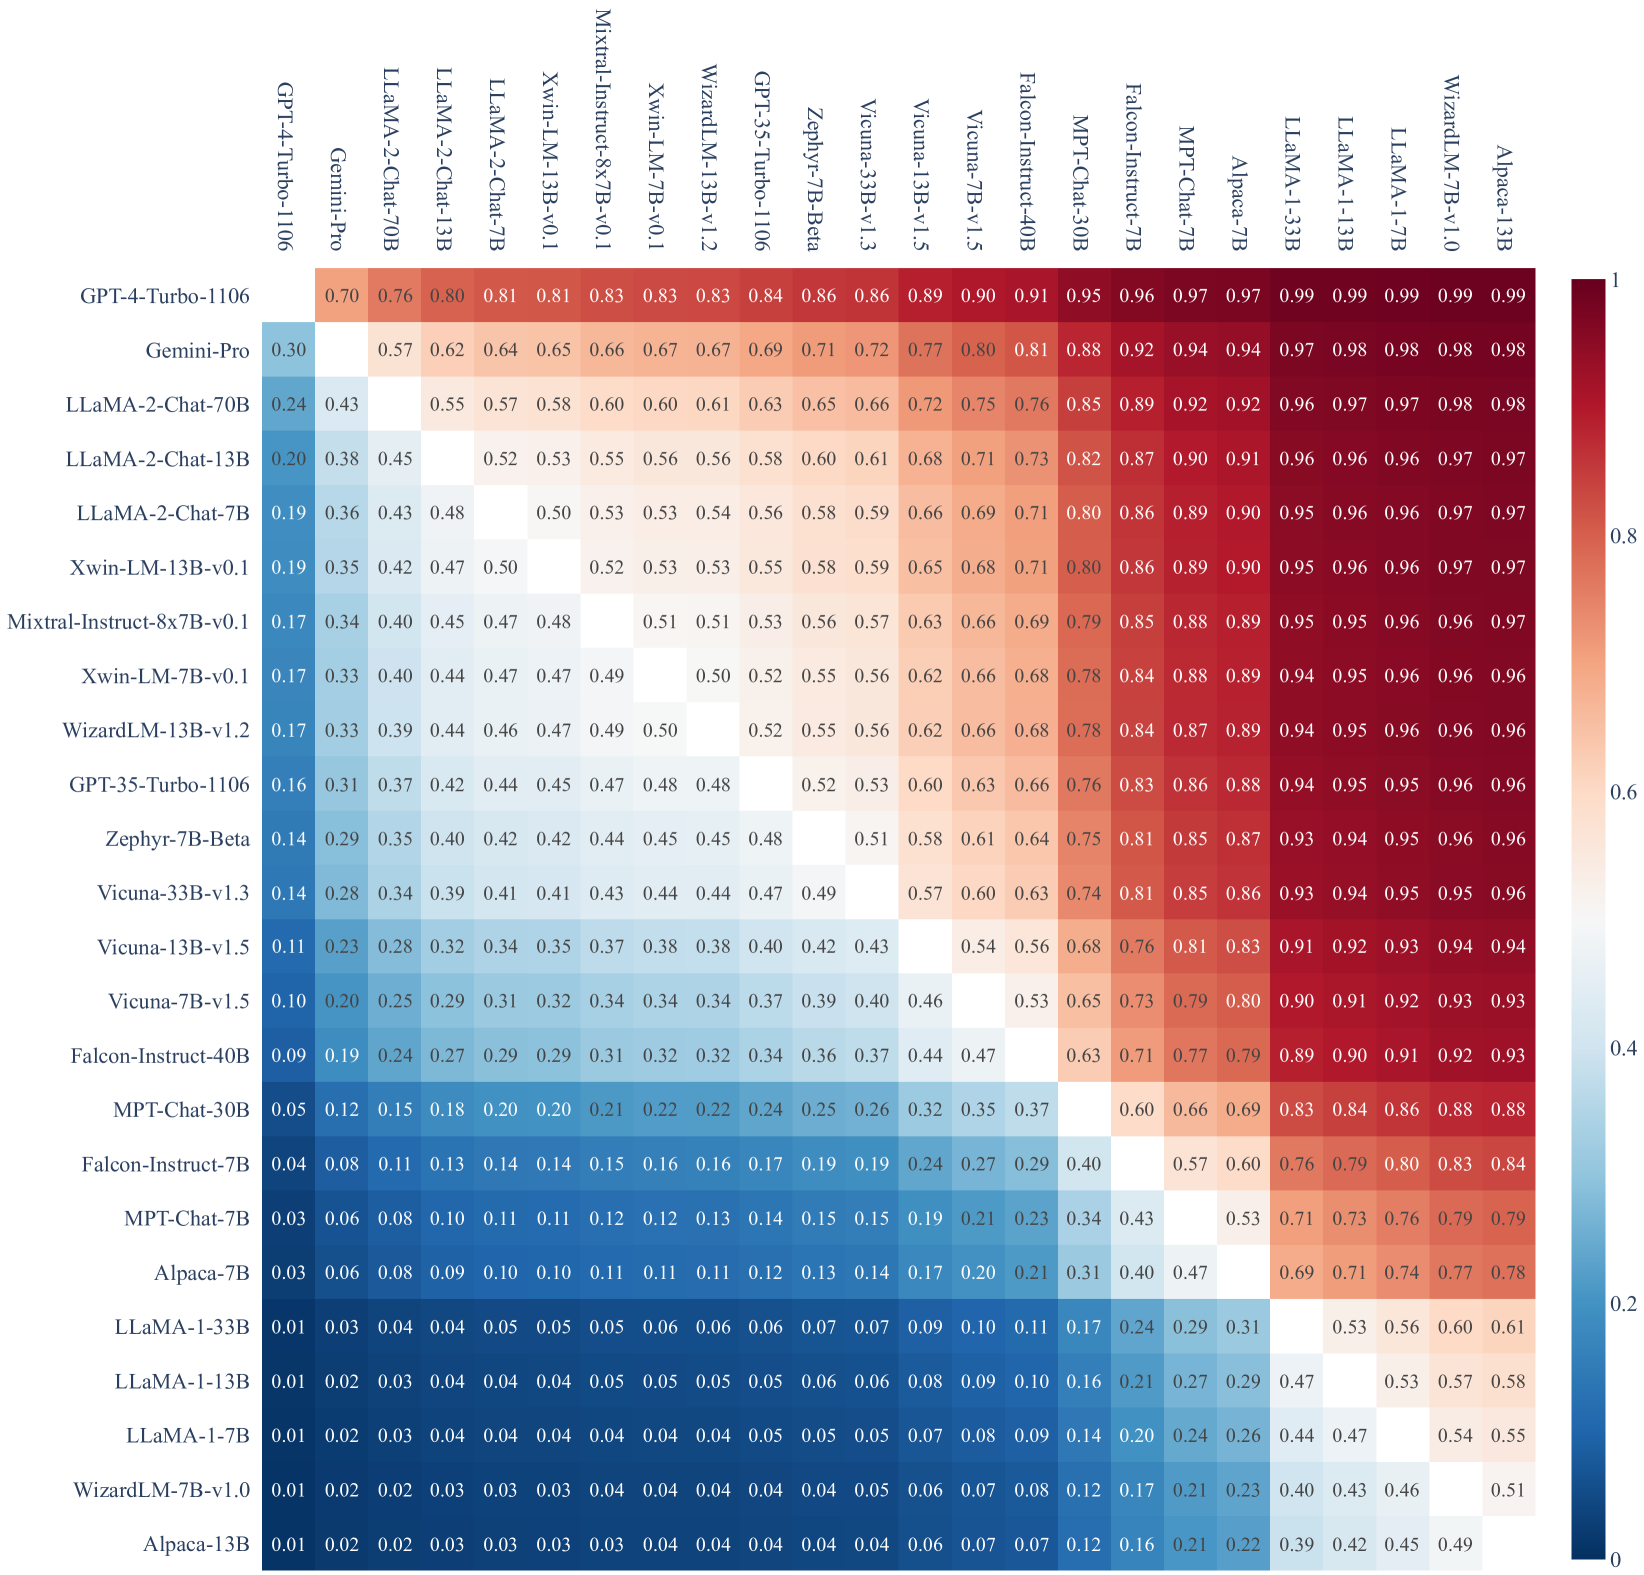 GPT-4-Turbo-1106
Gemini-Pro
LLaMA-2-Chat-70B
LLaMA-2-Chat-13B
LLaMA-2-Chat-7B
Xwin-LM-13B-v0.1
Mixtral-Instruct-8x7B-v0.1
Xwin-LM-7B-v0.1
WizardLM-13B-v1.2
GPT-35-Turbo-1106
Zephyr-7B-Beta
Vicuna-33B-v1.3
Vicuna-13B-v1.5
Vicuna-7B-v1.5
Falcon-Instruct-40B
MPT-Chat-30B
Falcon-Instruct-7B
MPT-Chat-7B
Alpaca-7B
LLaMA-1-33B
LLaMA-1-13B
LLaMA-1-7B
WizardLM-7B-v1.0
Alpaca-13B
GPT-4-Turbo-1106 0.70 0.76 0.80 0.81 0.81 0.83 0.83 0.83 0.84 0.86 0.86 0.89 0.90 0.91 0.95 0.96 0.97 0.97 0.99 0.99 0.99 0.99 0.99
Gemini-Pro 0.30 0.57 0.62 0.64 0.65 0.66 0.67 0.67 0.69 0.71 0.72 0.77 0.80 0.81 0.88 0.92 0.94 0.94 0.97 0.98 0.98 0.98 0.98
LLaMA-2-Chat-70B 0.24 0.43 0.55 0.57 0.58 0.60 0.60 0.61 0.63 0.65 0.66 0.72 0.75 0.76 0.85 0.89 0.92 0.92 0.96 0.97 0.97 0.98 0.98
LLaMA-2-Chat-13B 0.20 0.38 0.45 0.52 0.53 0.55 0.56 0.56 0.58 0.60 0.61 0.68 0.71 0.73 0.82 0.87 0.90 0.91 0.96 0.96 0.96 0.97 0.97
LLaMA-2-Chat-7B 0.19 0.36 0.43 0.48 0.50 0.53 0.53 0.54 0.56 0.58 0.59 0.66 0.69 0.71 0.80 0.86 0.89 0.90 0.95 0.96 0.96 0.97 0.97
Xwin-LM-13B-v0.1 0.19 0.35 0.42 0.47 0.50 0.52 0.53 0.53 0.55 0.58 0.59 0.65 0.68 0.71 0.80 0.86 0.89 0.90 0.95 0.96 0.96 0.97 0.97
Mixtral-Instruct-8x7B-v0.1 0.17 0.34 0.40 0.45 0.47 0.48 0.51 0.51 0.53 0.56 0.57 0.63 0.66 0.69 0.79 0.85 0.88 0.89 0.95 0.95 0.96 0.96 0.97
Xwin-LM-7B-v0.1 0.17 0.33 0.40 0.44 0.47 0.47 0.49 0.50 0.52 0.55 0.56 0.62 0.66 0.68 0.78 0.84 0.88 0.89 0.94 0.95 0.96 0.96 0.96
WizardLM-13B-v1.2 0.17 0.33 0.39 0.44 0.46 0.47 0.49 0.50 0.52 0.55 0.56 0.62 0.66 0.68 0.78 0.84 0.87 0.89 0.94 0.95 0.96 0.96 0.96
GPT-35-Turbo-1106 0.16 0.31 0.37 0.42 0.44 0.45 0.47 0.48 0.48 0.52 0.53 0.60 0.63 0.66 0.76 0.83 0.86 0.88 0.94 0.95 0.95 0.96 0.96
Zephyr-7B-Beta 0.14 0.29 0.35 0.40 0.42 0.42 0.44 0.45 0.45 0.48 0.51 0.58 0.61 0.64 0.75 0.81 0.85 0.87 0.93 0.94 0.95 0.96 0.96
Vicuna-33B-v1.3 0.14 0.28 0.34 0.39 0.41 0.41 0.43 0.44 0.44 0.47 0.49 0.57 0.60 0.63 0.74 0.81 0.85 0.86 0.93 0.94 0.95 0.95 0.96
Vicuna-13B-v1.5 0.11 0.23 0.28 0.32 0.34 0.35 0.37 0.38 0.38 0.40 0.42 0.43 0.54 0.56 0.68 0.76 0.81 0.83 0.91 0.92 0.93 0.94 0.94
Vicuna-7B-v1.5 0.10 0.20 0.25 0.29 0.31 0.32 0.34 0.34 0.34 0.37 0.39 0.40 0.46 0.53 0.65 0.73 0.79 0.80 0.90 0.91 0.92 0.93 0.93
Falcon-Instruct-40B 0.09 0.19 0.24 0.27 0.29 0.29 0.31 0.32 0.32 0.34 0.36 0.37 0.44 0.47 0.63 0.71 0.77 0.79 0.89 0.90 0.91 0.92 0.93
MPT-Chat-30B 0.05 0.12 0.15 0.18 0.20 0.20 0.21 0.22 0.22 0.24 0.25 0.26 0.32 0.35 0.37 0.60 0.66 0.69 0.83 0.84 0.86 0.88 0.88
Falcon-Instruct-7B 0.04 0.08 0.11 0.13 0.14 0.14 0.15 0.16 0.16 0.17 0.19 0.19 0.24 0.27 0.29 0.40 0.57 0.60 0.76 0.79 0.80 0.83 0.84
MPT-Chat-7B 0.03 0.06 0.08 0.10 0.11 0.11 0.12 0.12 0.13 0.14 0.15 0.15 0.19 0.21 0.23 0.34 0.43 0.53 0.71 0.73 0.76 0.79 0.79
Alpaca-7B 0.03 0.06 0.08 0.09 0.10 0.10 0.11 0.11 0.11 0.12 0.13 0.14 0.17 0.20 0.21 0.31 0.40 0.47 0.69 0.71 0.74 0.77 0.78
LLaMA-1-33B 0.01 0.03 0.04 0.04 0.05 0.05 0.05 0.06 0.06 0.06 0.07 0.07 0.09 0.10 0.11 0.17 0.24 0.29 0.31 0.53 0.56 0.60 0.61
LLaMA-1-13B 0.01 0.02 0.03 0.04 0.04 0.04 0.05 0.05 0.05 0.05 0.06 0.06 0.08 0.09 0.10 0.16 0.21 0.27 0.29 0.47 0.53 0.57 0.58
LLaMA-1-7B 0.01 0.02 0.03 0.04 0.04 0.04 0.04 0.04 0.04 0.05 0.05 0.05 0.07 0.08 0.09 0.14 0.20 0.24 0.26 0.44 0.47 0.54 0.55
WizardLM-7B-v1.0 0.01 0.02 0.02 0.03 0.03 0.03 0.04 0.04 0.04 0.04 0.04 0.05 0.06 0.07 0.08 0.12 0.17 0.21 0.23 0.40 0.43 0.46 0.51
Alpaca-13B 0.01 0.02 0.02 0.03 0.03 0.03 0.03 0.04 0.04 0.04 0.04 0.04 0.06 0.07 0.07 0.12 0.16 0.21 0.22 0.39 0.42 0.45 0.49
1
0.8
0.6
0.4
0.2
0